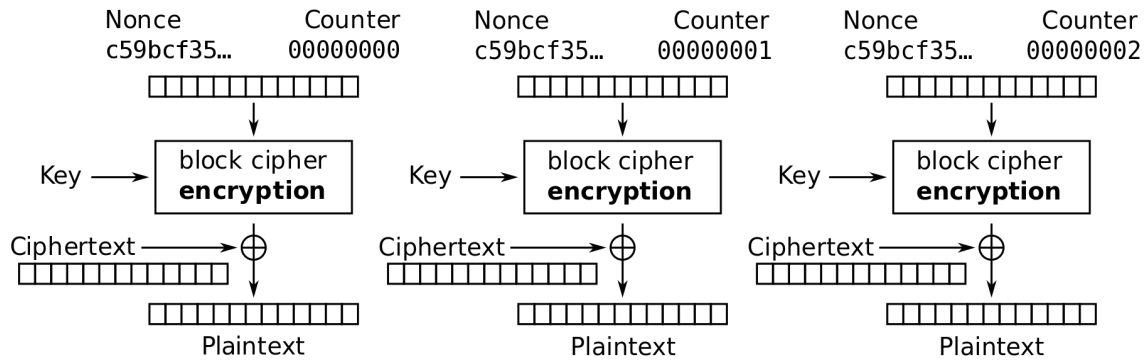 Nonce Counter Nonce Counter Nonce Counter
c59bcf35… 00000000 c59bcf35… 00000001 c59bcf35… 00000002
Key block cipher Key block cipher Key block cipher
encryption encryption encryption
Ciphertext Ciphertext Ciphertext
Plaintext Plaintext Plaintext